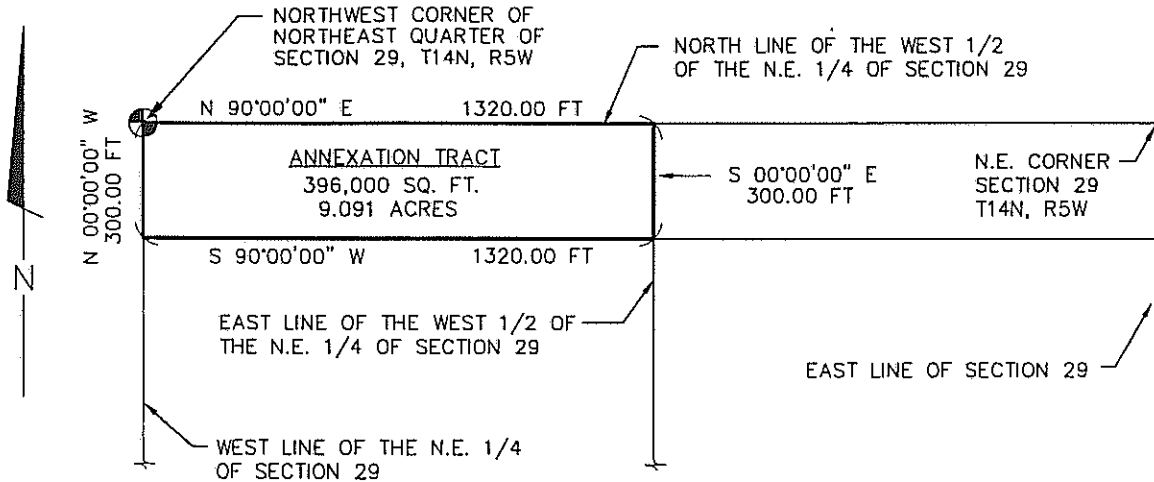 NORTHWEST CORNER OF
NORTHEAST QUARTER OF
SECTION 29, T14N, R5W
NORTH LINE OF THE WEST 1/2
OF THE N.E. 1/4 OF SECTION 29
N 90°00'00" E 1320.00 FT
N 00°00'00" W
300.00 FT
ANNEXATION TRACT
396,000 SQ. FT.
9.091 ACRES
S 00°00'00" E
300.00 FT
N.E. CORNER
SECTION 29
T14N, R5W
S 90°00'00" W 1320.00 FT
N
EAST LINE OF THE WEST 1/2 OF
THE N.E. 1/4 OF SECTION 29
EAST LINE OF SECTION 29
WEST LINE OF THE N.E. 1/4
OF SECTION 29